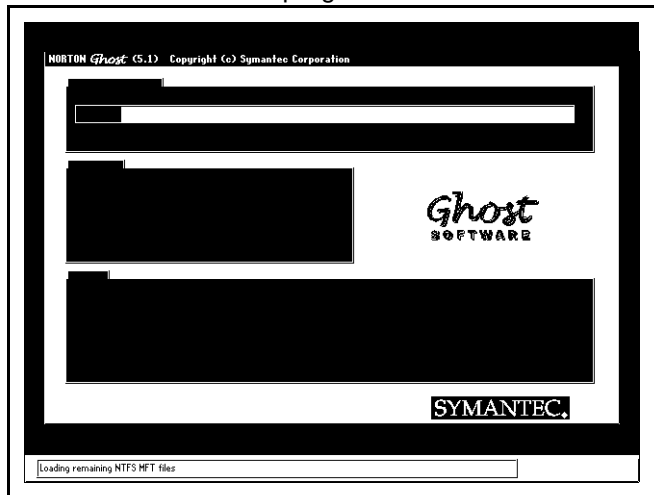 NORTON Ghost (5.1) Copyright (c) Symantec Corporation
Ghost
SOFTWARE
SYMANTEC.
Loading remaining NTFS MFT files